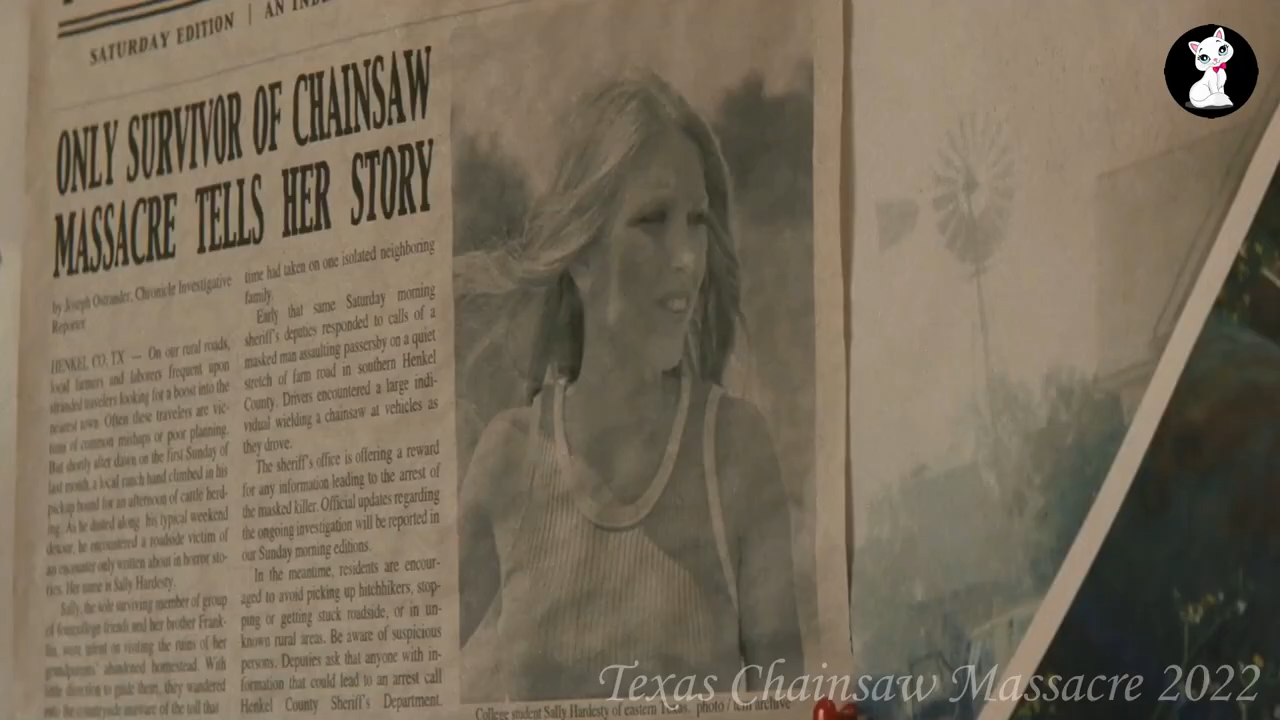 SATURDAY EDITION | AN
ONLY SURVIVOR OF CHAINSAW
MASSACRE TELLS HER STORY
by Joseph Ostrander, Chronicle Investigative
Reporter
HENKEL CO, TX — On our rural roads,
local farmers and laborers frequent upon
stranded travelers looking for a boost into the
nearest town. Often these travelers are vic-
tims of common mishaps or poor planning.
But shortly after dawn on the first Sunday of
last month, a local ranch hand climbed in his
pickup bound for an afternoon of cattle herd-
ing. As he dusted along his typical weekend
detour, he encountered a roadside victim of
an encounter only written about in horror sto-
ries. Her name is Sally Hardesty.
Sally, the sole surviving member of group
of four college friends and her brother Frank-
lin, were intent on visiting the ruins of her
grandparents' abandoned homestead. With
little direction to guide them, they wandered
into the countryside unaware of the toll that
time had taken on one isolated neighboring
family.
Early that same Saturday morning
sheriff's deputies responded to calls of a
masked man assaulting passersby on a quiet
stretch of farm road in southern Henkel
County. Drivers encountered a large indi-
vidual wielding a chainsaw at vehicles as
they drove.
The sheriff's office is offering a reward
for any information leading to the arrest of
the masked killer. Official updates regarding
the ongoing investigation will be reported in
our Sunday morning editions.
In the meantime, residents are encour-
aged to avoid picking up hitchhikers, stop-
ping or getting stuck roadside, or in un-
known rural areas. Be aware of suspicious
persons. Deputies ask that anyone with in-
formation that could lead to an arrest call
Henkel County Sheriff's Department.
College student Sally Hardesty of eastern Texas. photo / archive
Texas Chainsaw Massacre 2022